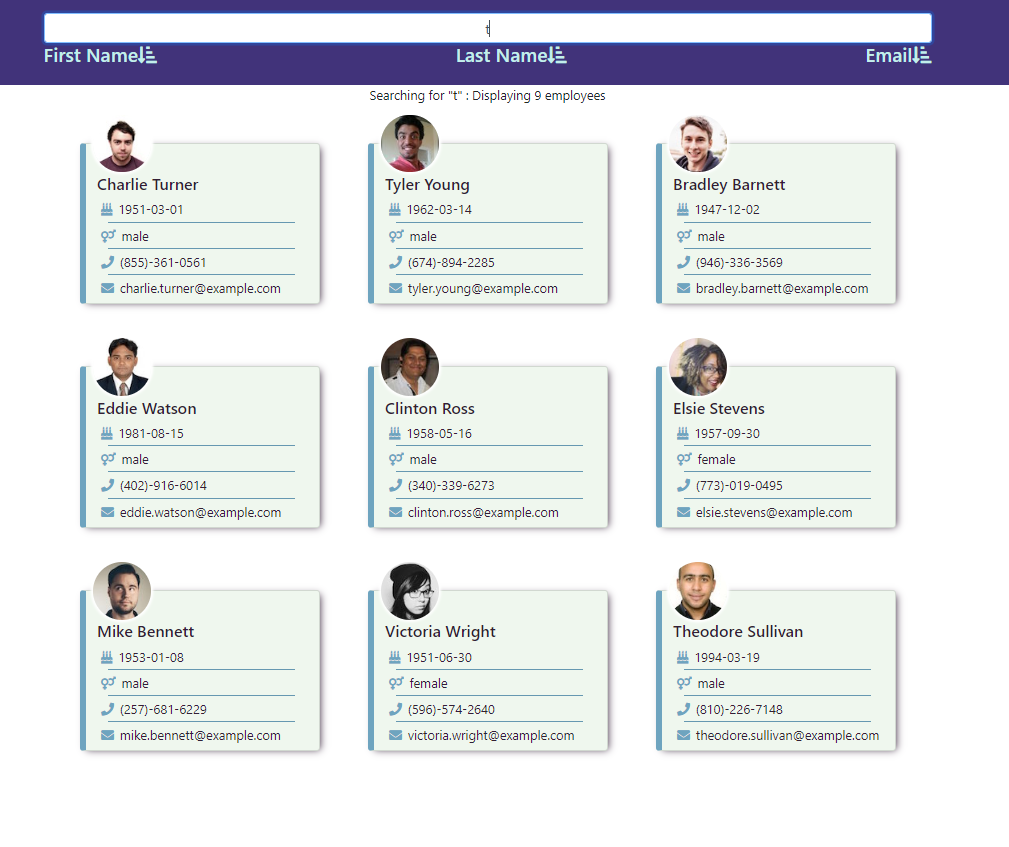 t
First Name Last Name Email
Searching for "t" : Displaying 9 employees
Charlie Turner
1951-03-01
male
(855)-361-0561
charlie.turner@example.com
Tyler Young
1962-03-14
male
(674)-894-2285
tyler.young@example.com
Bradley Barnett
1947-12-02
male
(946)-336-3569
bradley.barnett@example.com
Eddie Watson
1981-08-15
male
(402)-916-6014
eddie.watson@example.com
Clinton Ross
1958-05-16
male
(340)-339-6273
clinton.ross@example.com
Elsie Stevens
1957-09-30
female
(773)-019-0495
elsie.stevens@example.com
Mike Bennett
1953-01-08
male
(257)-681-6229
mike.bennett@example.com
Victoria Wright
1951-06-30
female
(596)-574-2640
victoria.wright@example.com
Theodore Sullivan
1994-03-19
male
(810)-226-7148
theodore.sullivan@example.com